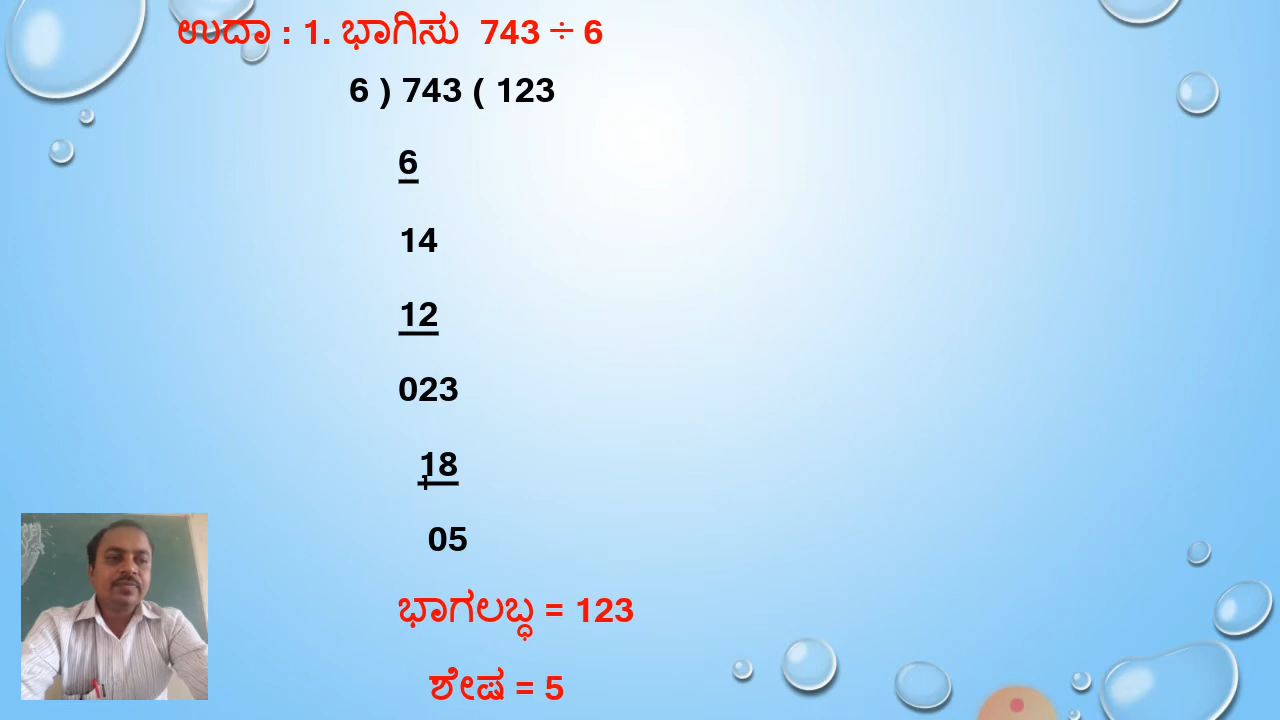 ಉದಾ : 1. ಭಾಗಿಸು 743 ÷ 6
6 ) 743 ( 123
6
14
12
023
18
05
ಭಾಗಲಬ್ಧ = 123
ಶೇಷ = 5